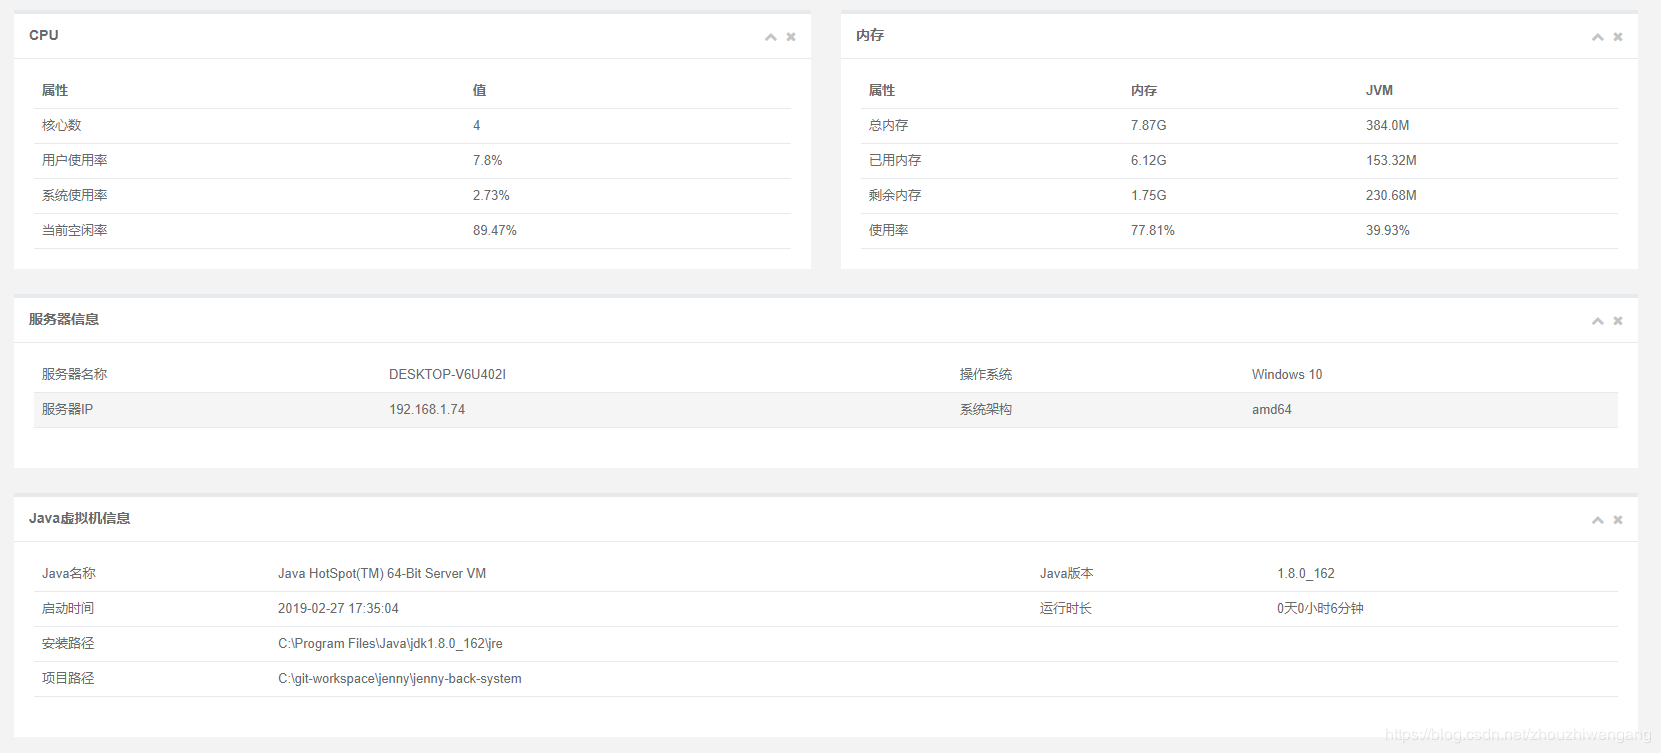 CPU
属性 值
核心数 4
用户使用率 7.8%
系统使用率 2.73%
当前空闲率 89.47%
内存
属性 内存 JVM
总内存 7.87G 384.0M
已用内存 6.12G 153.32M
剩余内存 1.75G 230.68M
使用率 77.81% 39.93%
服务器信息
服务器名称 DESKTOP-V6U402I 操作系统 Windows 10
服务器IP 192.168.1.74 系统架构 amd64
Java虚拟机信息
Java名称 Java HotSpot(TM) 64-Bit Server VM Java版本 1.8.0_162
启动时间 2019-02-27 17:35:04 运行时长 0天0小时6分钟
安装路径 C:\Program Files\Java\jdk1.8.0_162\jre
项目路径 C:\git-workspace\jenny\jenny-back-system
https://blog.csdn.net/zhouzhiwengang